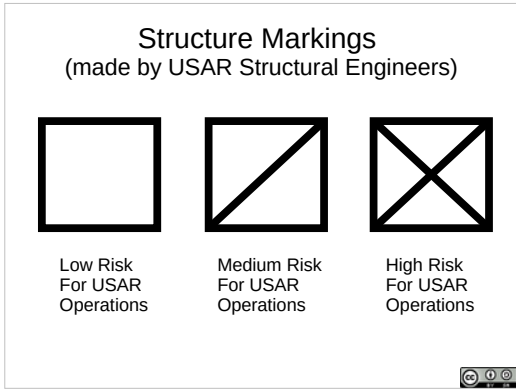 Structure Markings
(made by USAR Structural Engineers)
Low Risk
For USAR
Operations
Medium Risk
For USAR
Operations
High Risk
For USAR
Operations
cc